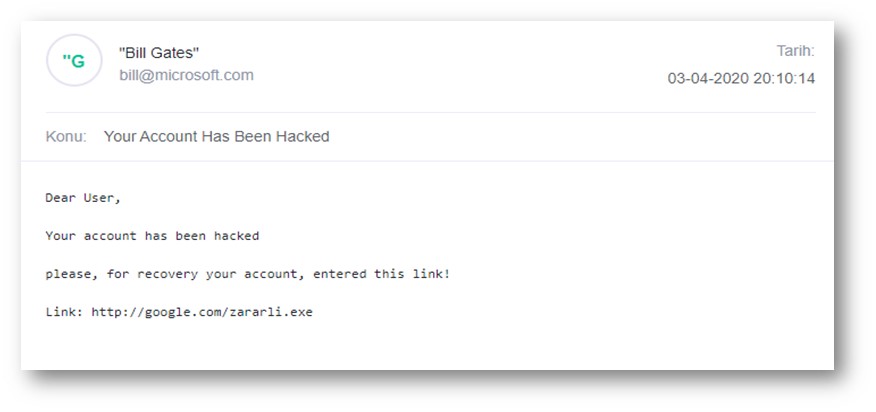 "G
"Bill Gates"
bill@microsoft.com
Tarih:
03-04-2020 20:10:14
Konu: Your Account Has Been Hacked
Dear User,
Your account has been hacked
please, for recovery your account, entered this link!
Link: http://google.com/zararli.exe